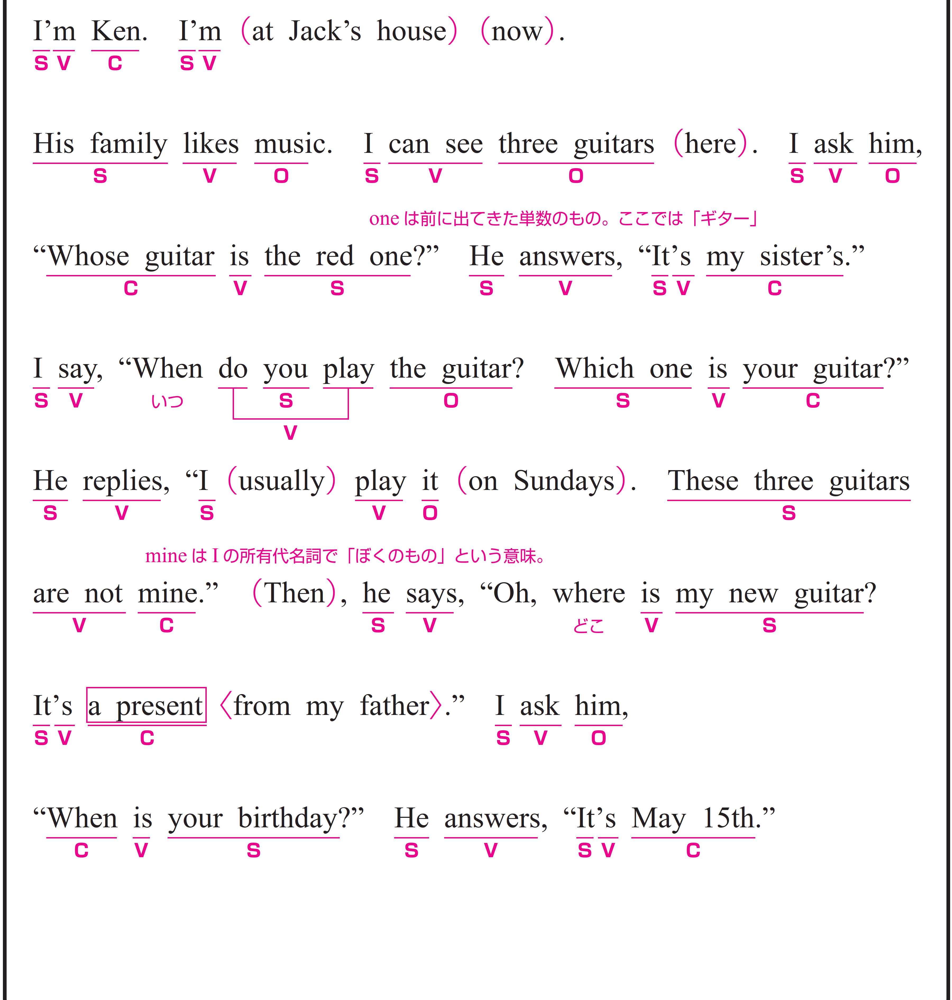 I’m Ken. I’m （at Jack’s house）（now）.
S V C S V
His family likes music. I can see three guitars （here）. I ask him,
S V O S V O S V O
one は前に出てきた単数のもの。ここでは「ギター」
“Whose guitar is the red one?” He answers, “It’s my sister’s.”
C V S S V S V C
I say, “When do you play the guitar? Which one is your guitar?”
S V いつ S O S V C
V
He replies, “I （usually） play it （on Sundays）. These three guitars
S V S V O S
mine は I の所有代名詞で「ぼくのもの」という意味。
are not mine.” （Then）, he says, “Oh, where is my new guitar?
V C S V どこ V S
It’s a present 〈from my father〉.” I ask him,
S V C S V O
“When is your birthday?” He answers, “It’s May 15th.”
C V S S V S V C